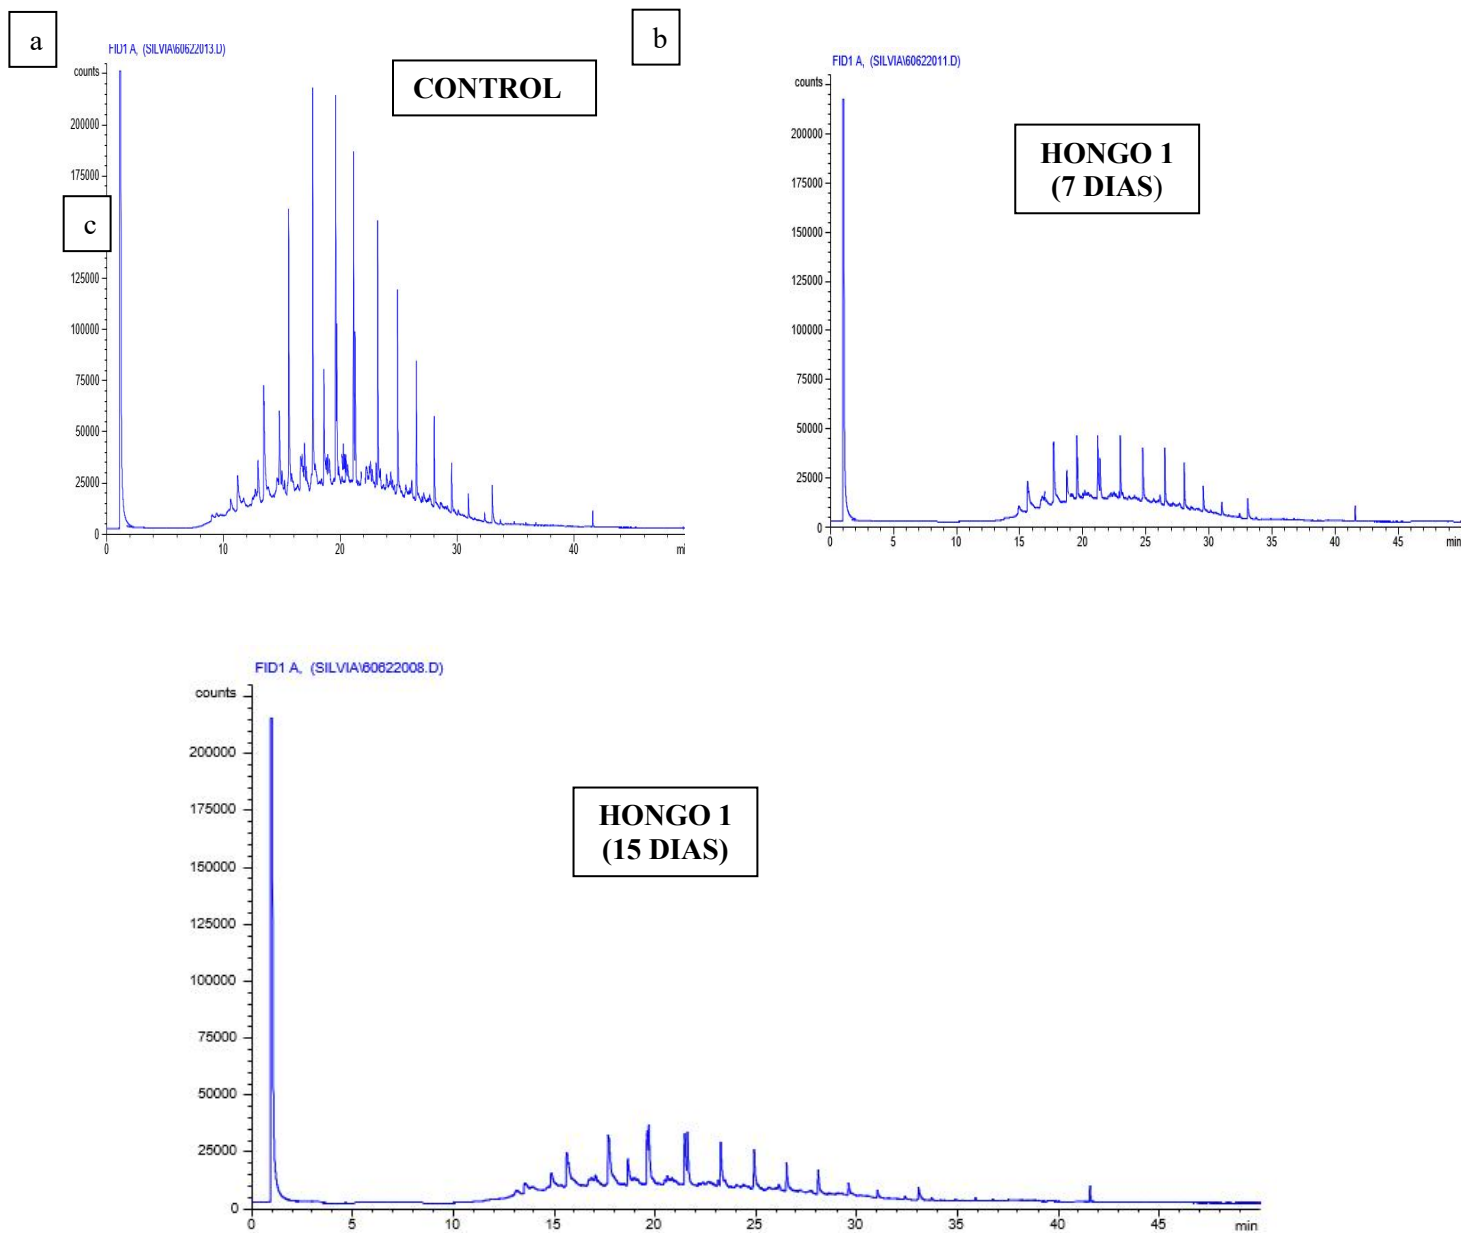 a
FID1 A, (SILVIA\60622013.D)
counts
CONTROL
200000
175000
c
125000
100000
75000
50000
25000
0
0 10 20 30 40 mi
b
FID1 A, (SILVIA\60622011.D)
counts
HONGO 1
(7 DIAS)
200000
175000
150000
125000
100000
75000
50000
25000
0
0 5 10 15 20 25 30 35 40 45 min
FID1 A, (SILVIA\60622008.D)
counts
HONGO 1
(15 DIAS)
200000
175000
150000
125000
100000
75000
50000
25000
0
0 5 10 15 20 25 30 35 40 45 min